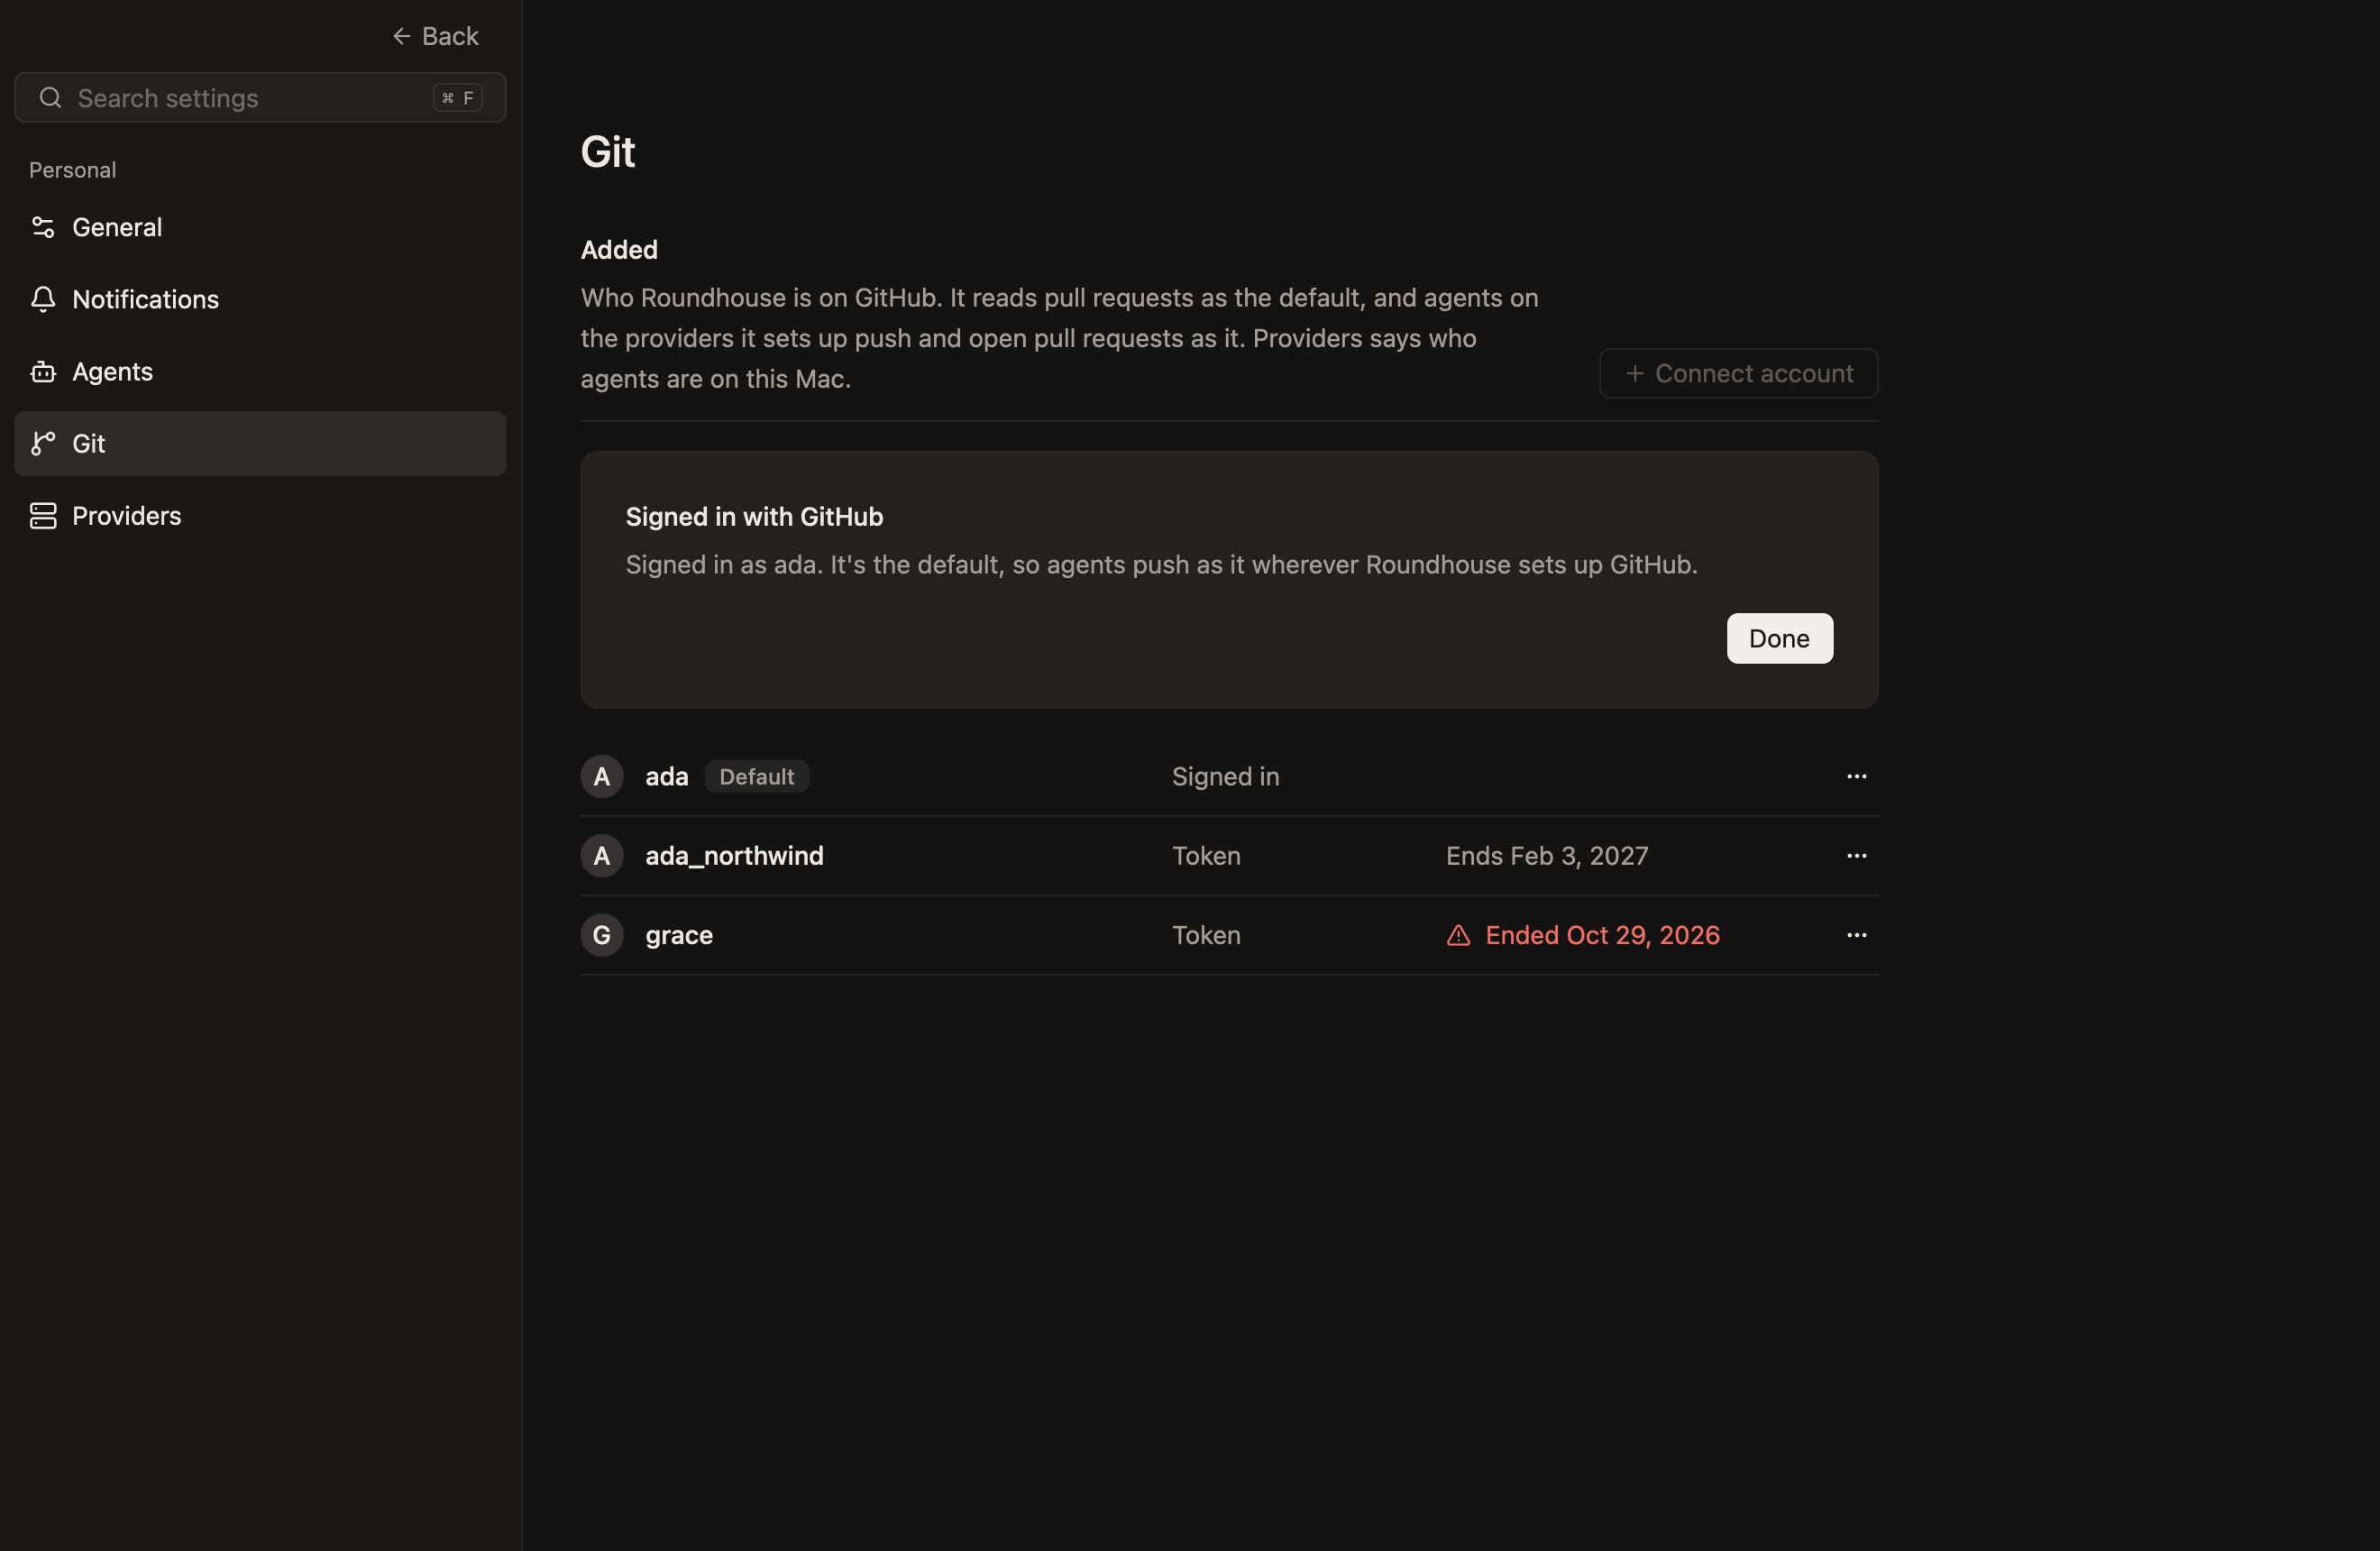 Back
Search settings
⌘ F
Personal
General
Notifications
Agents
Git
Providers
Git
Added
Who Roundhouse is on GitHub. It reads pull requests as the default, and agents on
the providers it sets up push and open pull requests as it. Providers says who
agents are on this Mac.
Connect account
Signed in with GitHub
Signed in as ada. It's the default, so agents push as it wherever Roundhouse sets up GitHub.
Done
A ada Default Signed in
A ada_northwind Token Ends Feb 3, 2027
G grace Token Ended Oct 29, 2026